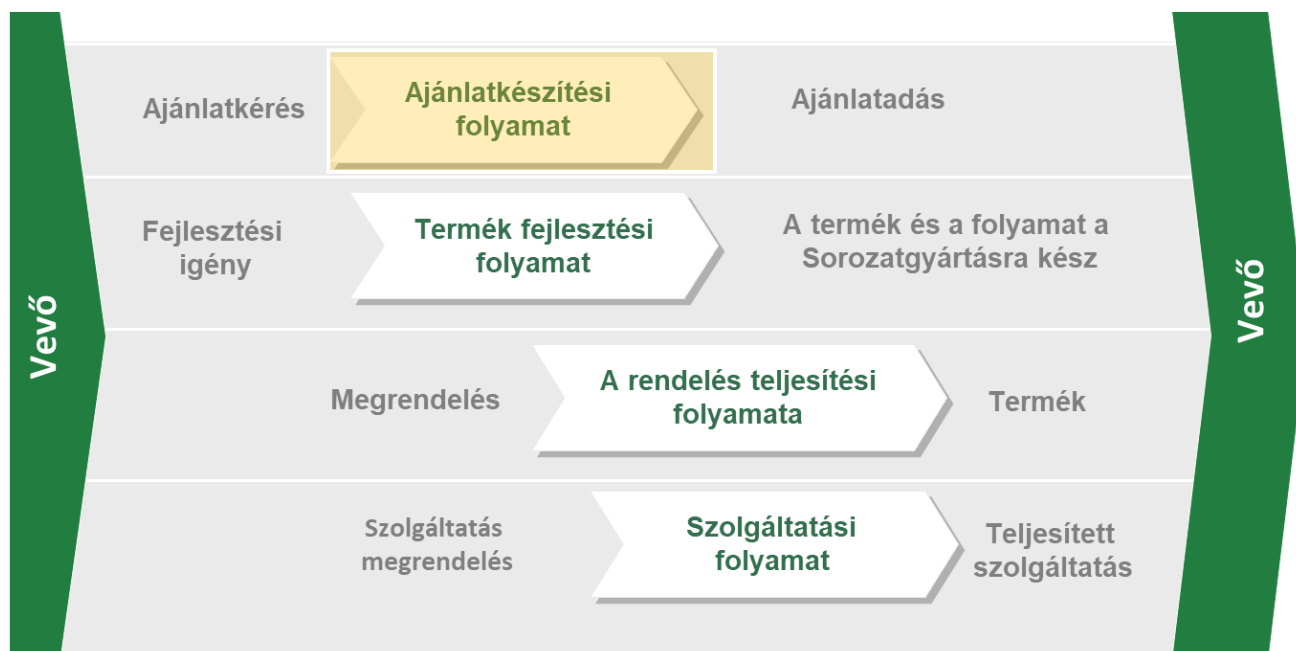 Vevő
Ajánlatkérés
Ajánlatkészítési
folyamat
Ajánlatadás
Fejlesztési
igény
Termék fejlesztési
folyamat
A termék és a folyamat a
Sorozatgyártásra kész
Megrendelés
A rendelés teljesítési
folyamata
Termék
Szolgáltatás
megrendelés
Szolgáltatási
folyamat
Teljesített
szolgáltatás
Vevő